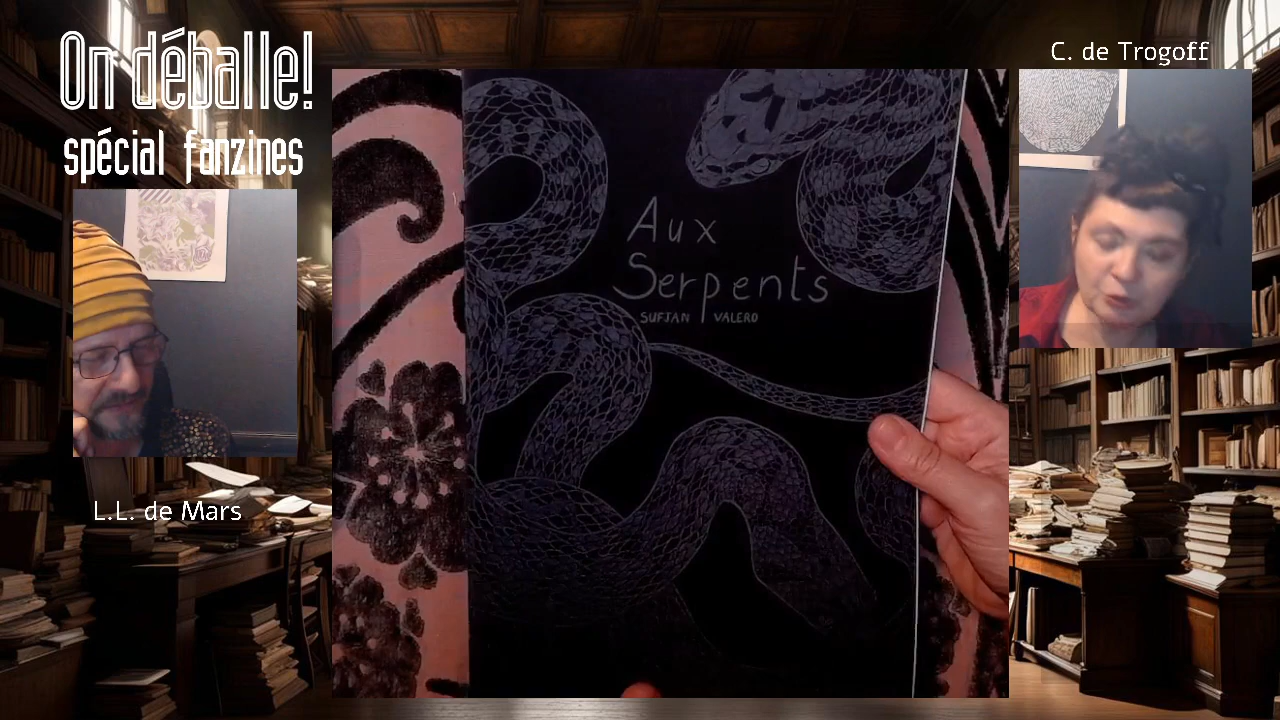 On déballe!
spécial fanzines
L.L. de Mars
Aux
Serpents
SUFJAN VALERO
C. de Trogoff